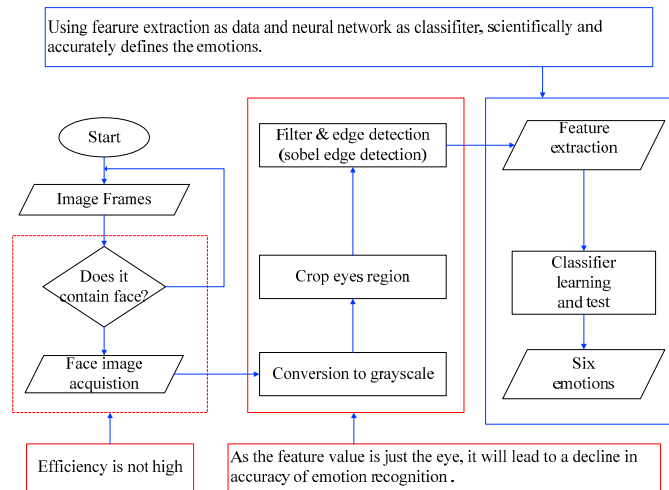 Using fearure extraction as data and neural network as classifiter, scientifically and
accurately defines the emotions.
Start
Image Frames
Does it
contain face?
Face image
acquistion
Efficiency is not high
Filter & edge detection
(sobel edge detection)
Crop eyes region
Conversion to grayscale
As the feature value is just the eye, it will lead to a decline in
accuracy of emotion recognition .
Feature
extraction
Classifier
learning
and test
Six
emotions